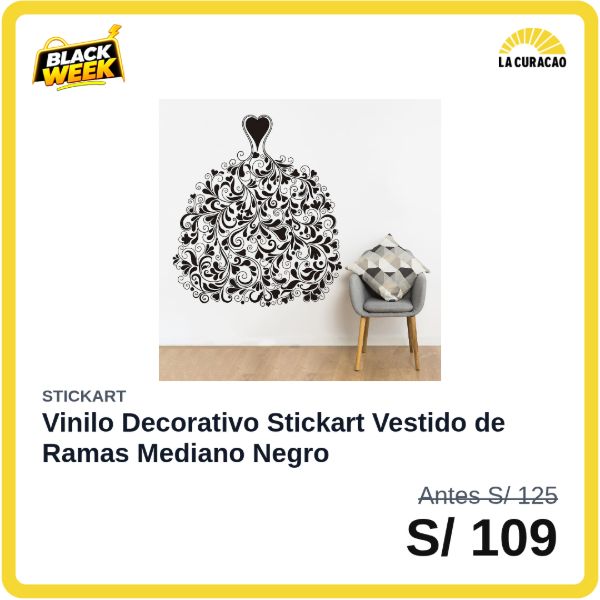 BLACK
WEEK
LA CURACAO
STICKART
Vinilo Decorativo Stickart Vestido de
Ramas Mediano Negro
Antes S/ 125
S/ 109